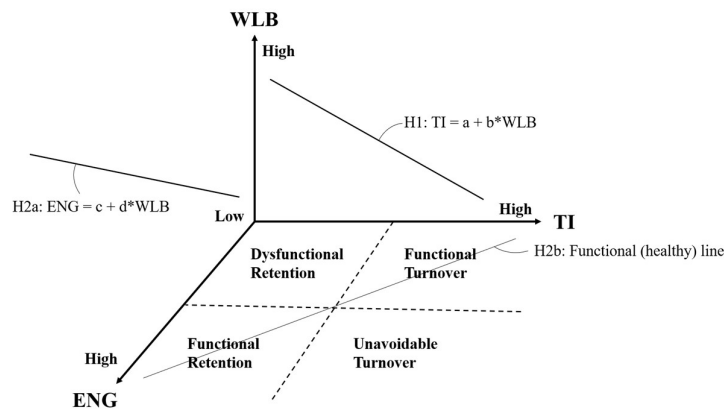 WLB
High
H1: TI = a + b*WLB
H2a: ENG = c + d*WLB
Low
High
TI
Dysfunctional
Retention
Functional
Turnover
H2b: Functional (healthy) line
Functional
Retention
Unavoidable
Turnover
High
ENG